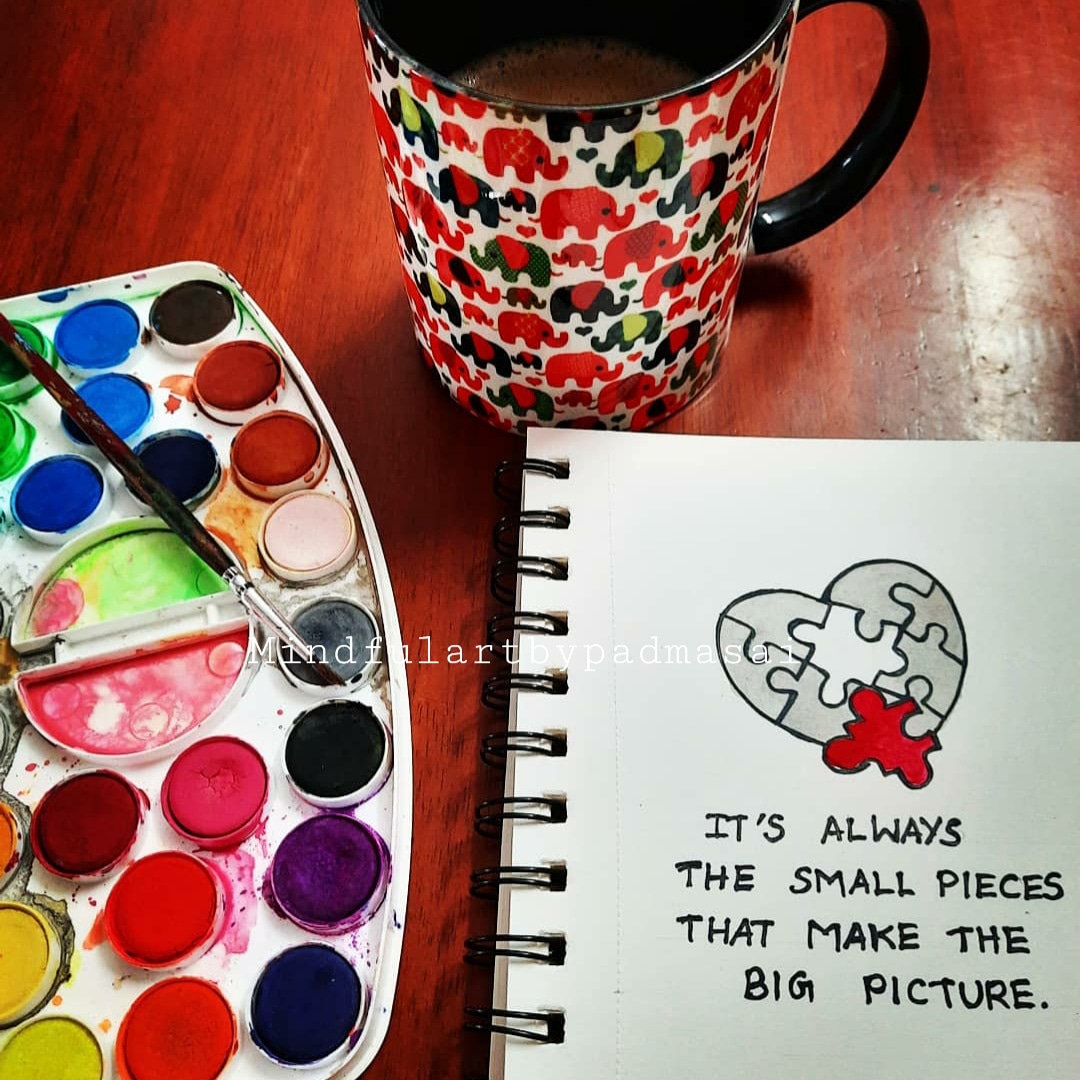 Mindfulartbypadmasai
IT'S ALWAYS
THE SMALL PIECES
THAT MAKE THE
BIG PICTURE.